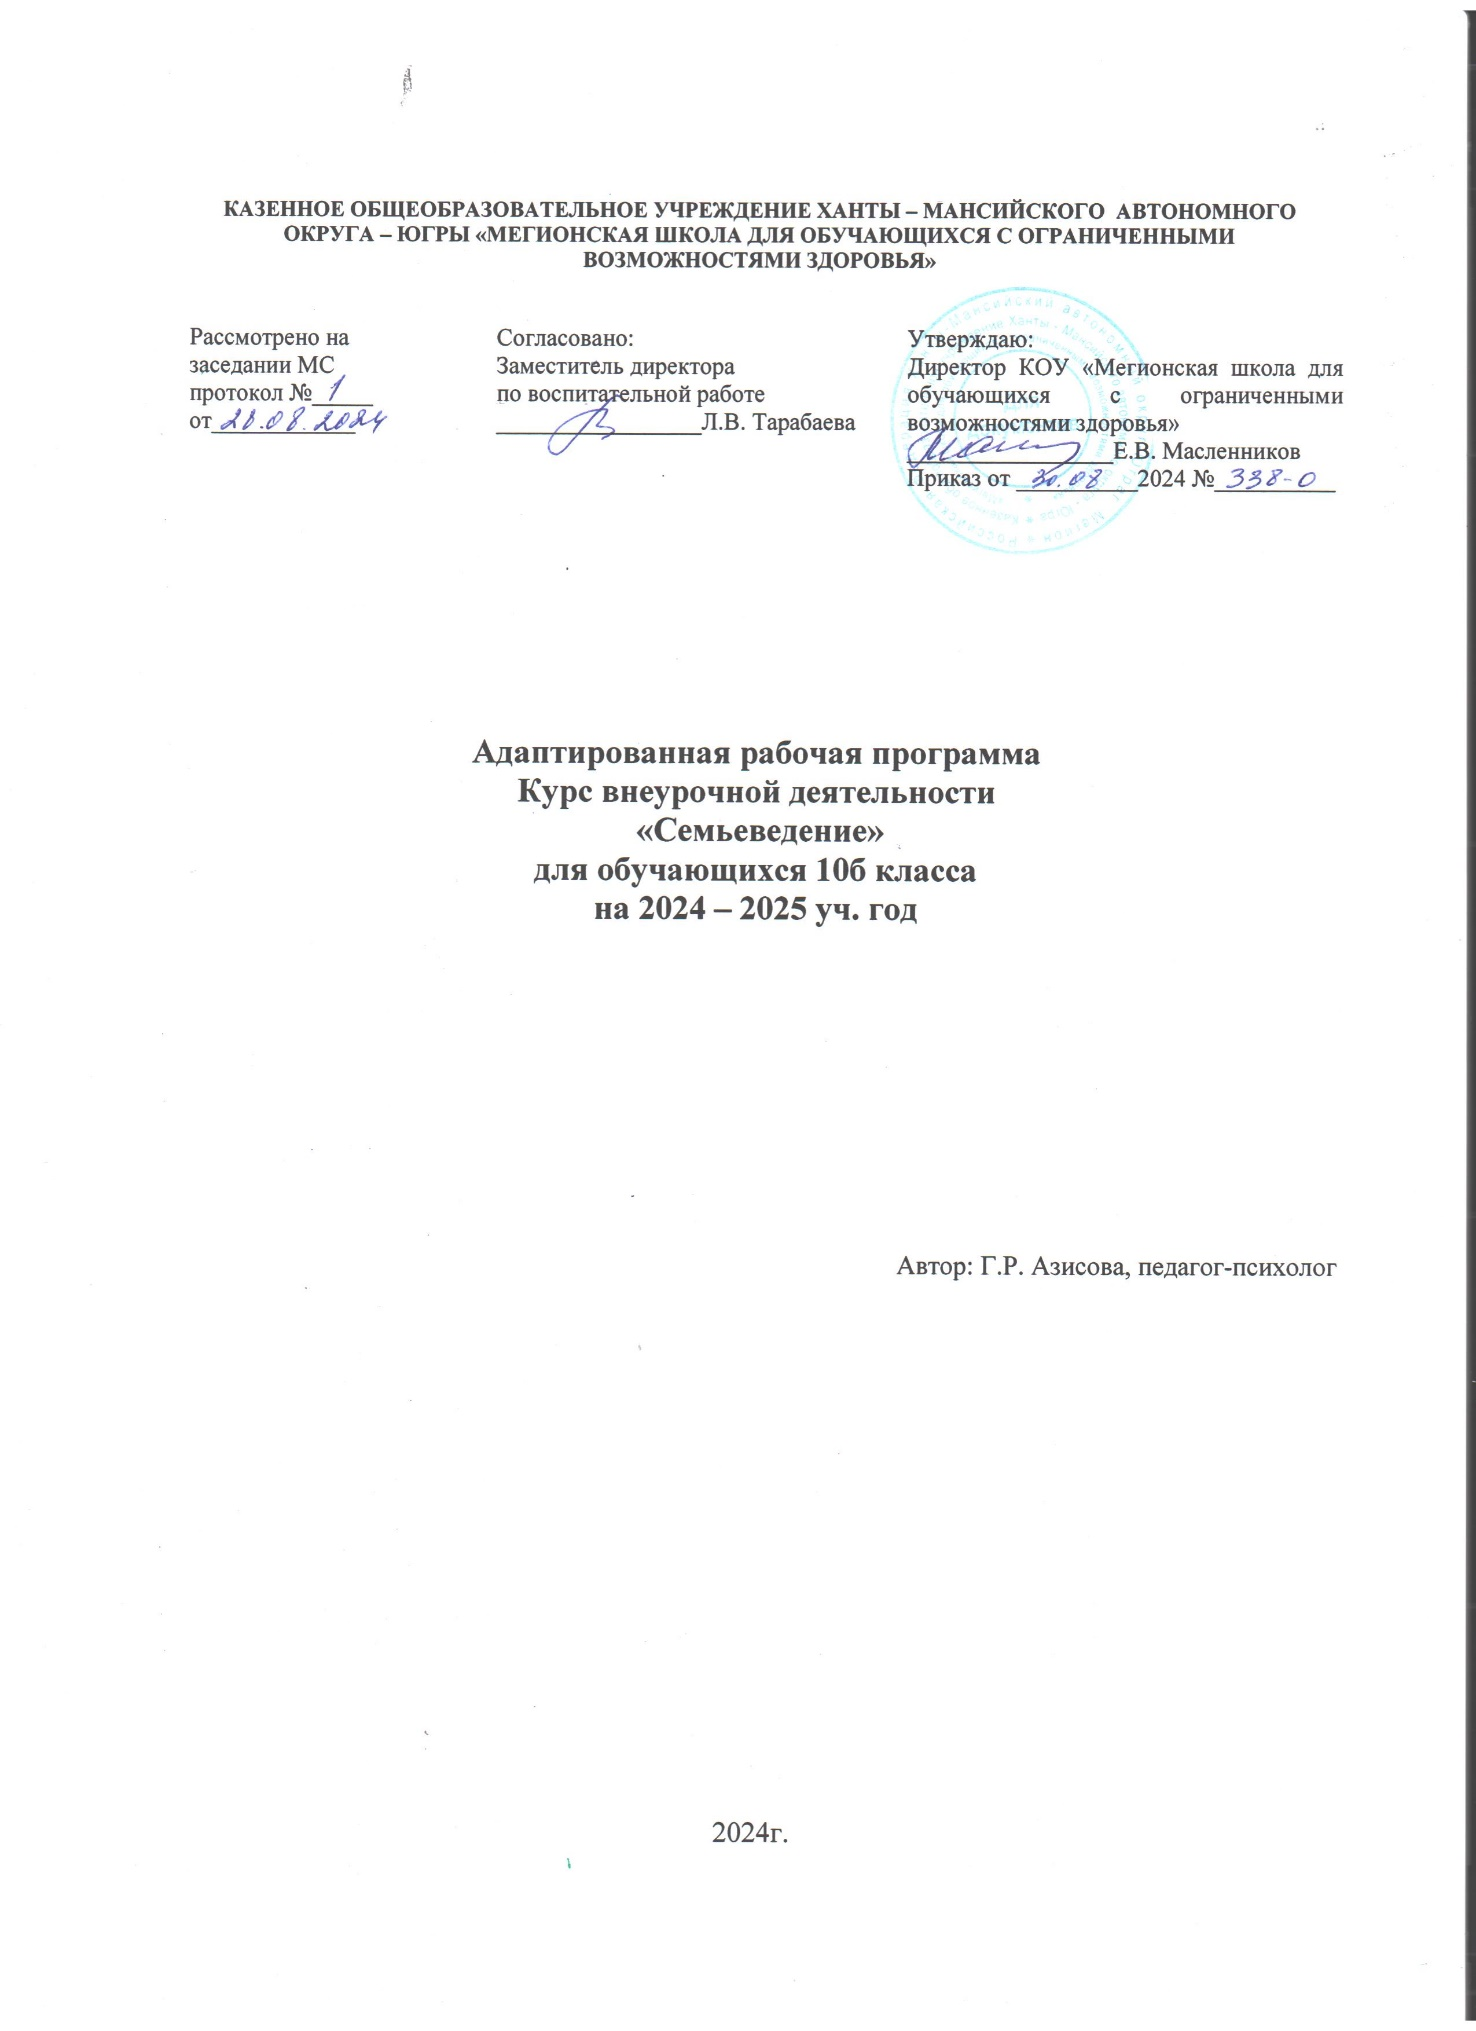 КАЗЕННОЕ ОБЩЕОБРАЗОВАТЕЛЬНОЕ УЧРЕЖДЕНИЕ ХАНТЫ – МАНСИЙСКОГО АВТОНОМНОГО
ОКРУГА – ЮГРЫ «МЕГИОНСКАЯ ШКОЛА ДЛЯ ОБУЧАЮЩИХСЯ С ОГРАНИЧЕННЫМИ
ВОЗМОЖНОСТЯМИ ЗДОРОВЬЯ»
Рассмотрено на
заседании МС
протокол № 1
от 28.08.2024
Согласовано:
Заместитель директора
по воспитательной работе
Л.В. Тарабаева
Утверждаю:
Директор КОУ «Мегионская школа для
обучающихся с ограниченными
возможностями здоровья»
Е.В. Масленников
Приказ от 30.08 2024 № 338-О
Адаптированная рабочая программа
Курс внеурочной деятельности
«Семьеведение»
для обучающихся 10б класса
на 2024 – 2025 уч. год
Автор: Г.Р. Азисова, педагог-психолог
2024г.